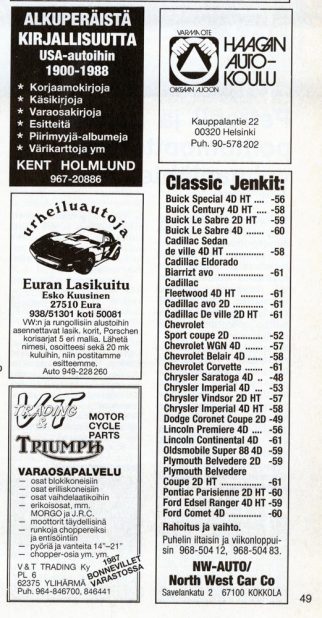 ALKUPERÄISTÄ
KIRJALLISUUTTA
USA-autoihin
1900-1988
* Korjaamokirjoja
* Käsikirjoja
* Varaosakirjoja
* Esitteitä
* Piirimyyjä-albumeja
* Värikarttoja ym
KENT HOLMLUND
967-20886
urheiluautoja
Euran Lasikuitu
Esko Kuusinen
27510 Eura
938/51301 koti 50081
VW:n ja rungollisiin alustoihin
asennettavat lasik. korit, Porschen
korisarjat 5 eri mallia. Lähetä
nimesi, osoitteesi sekä 20 mk
kuluihin, niin postitamme
esitteemme.
Auto 949-228 260
V&T
TRADING
MOTOR
CYCLE
PARTS
TRIUMPH
VARAOSAPALVELU
– osat blokikoneisiin
– osat erilliskoneisiin
– osat vaihdelaatikoihin
– erikoisosat, mm.
MORGO ja J.R.C.
– moottorit täydellisinä
– runkoja choppereiksi
ja entisöintiin
– pyöriä ja vanteita 14"–21"
– chopper-osia ym. ym.
V & T TRADING Ky
PL 6
62375 YLIHÄRMÄ
Puh. 964-846700, 846441
1987
BONNEVILLET
VARASTOSSA
VARMA OTE
OIKEAAN AJOON
HAAGAN
AUTO-
KOULU
Kauppalantie 22
00320 Helsinki
Puh. 90-578 202
Classic Jenkit:
Buick Special 4D HT .... -56
Buick Century 4D HT .... -58
Buick Le Sabre 2D HT -59
Buick Le Sabre 4D ...... -60
Cadillac Sedan
de ville 4D HT .............. -58
Cadillac Eldorado
Biarrizt avo ................. -61
Cadillac
Fleetwood 4D HT ........ -61
Cadillac avo 2D ........... -61
Cadillac De ville 2D HT -61
Chevrolet
Sport coupe 2D ........... -52
Chevrolet WGN 4D ...... -57
Chevrolet Belair 4D ..... -58
Chevrolet Corvette ...... -61
Chrysler Saratoga 4D .. -48
Chrysler Imperial 4D ... -53
Chrysler Vindsor 2D HT -57
Chrysler Imperial 4D HT -58
Dodge Coronet Coupe 2D -49
Lincoln Premiere 4D .... -56
Lincoln Continental 4D -61
Oldsmobile Super 88 4D -59
Plymouth Belvedere 2D -59
Plymouth Belvedere
Coupe 2D HT .............. -61
Pontiac Parisienne 2D HT -60
Ford Edsel Ranger 4D HT -59
Ford Comet 4D ............ -60
Rahoitus ja vaihto.
Puhelin iltaisin ja viikonloppui-
sin 968-504 12, 968-504 83.
NW-AUTO/
North West Car Co
Savelankatu 2 67100 KOKKOLA
49